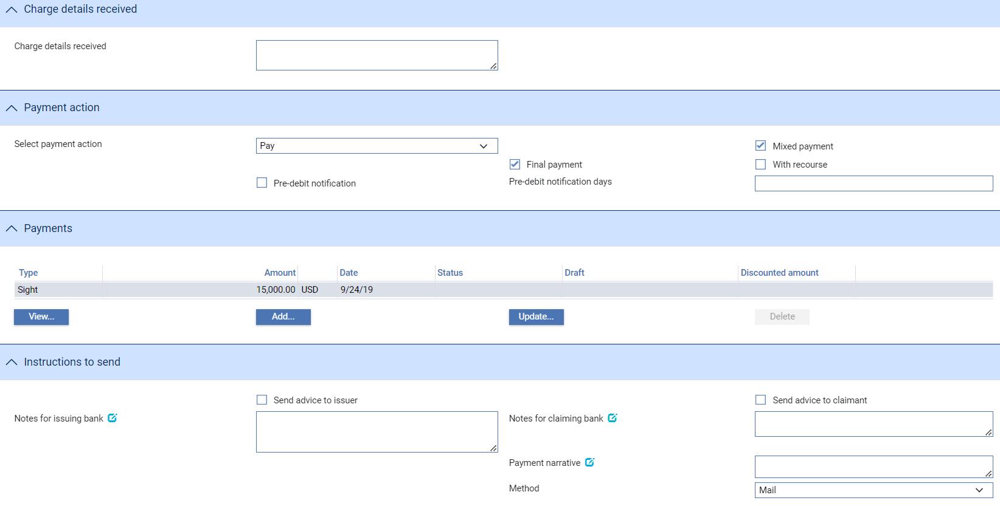 Charge details received
Charge details received
Payment action
Select payment action
Pay
Mixed payment
Final payment
With recourse
Pre-debit notification
Pre-debit notification days
Payments
Type Amount Date Status Draft Discounted amount
Sight 15,000.00 USD 9/24/19
View... Add... Update... Delete
Instructions to send
Send advice to issuer
Send advice to claimant
Notes for issuing bank
Notes for claiming bank
Payment narrative
Method
Mail